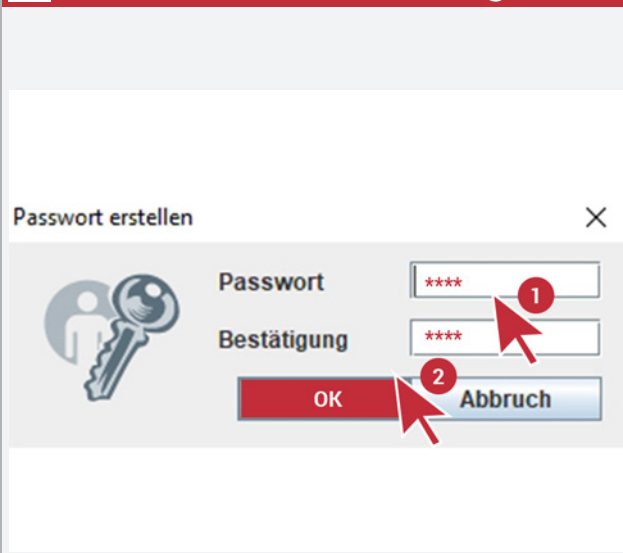 Passwort erstellen
Passwort ****
1
Bestätigung ****
2
OK Abbruch